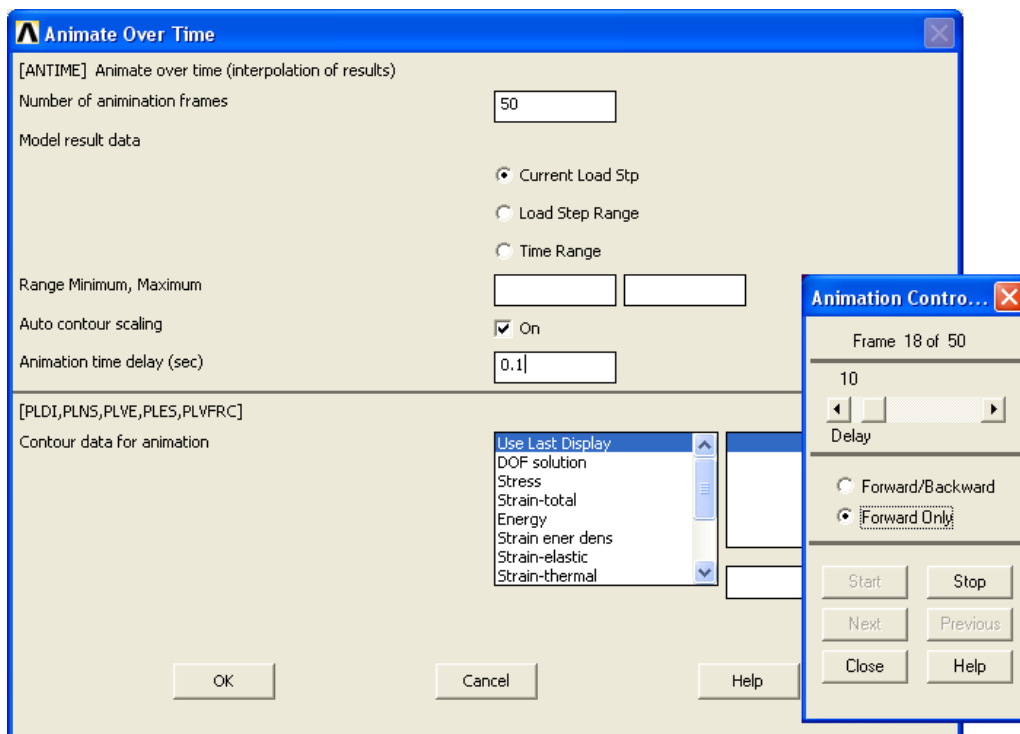 Animate Over Time
[ANTIME] Animate over time (interpolation of results)
Number of animination frames
50
Model result data
Current Load Stp
Load Step Range
Time Range
Range Minimum, Maximum
Auto contour scaling
On
Animation time delay (sec)
0.1
[PLDI,PLNS,PLVE,PLES,PLVFRC]
Contour data for animation
Use Last Display
DOF solution
Stress
Strain-total
Energy
Strain ener dens
Strain-elastic
Strain-thermal
OK
Cancel
Help
Animation Contro...
Frame 18 of 50
10
Delay
Forward/Backward
Forward Only
Start
Stop
Next
Previous
Close
Help